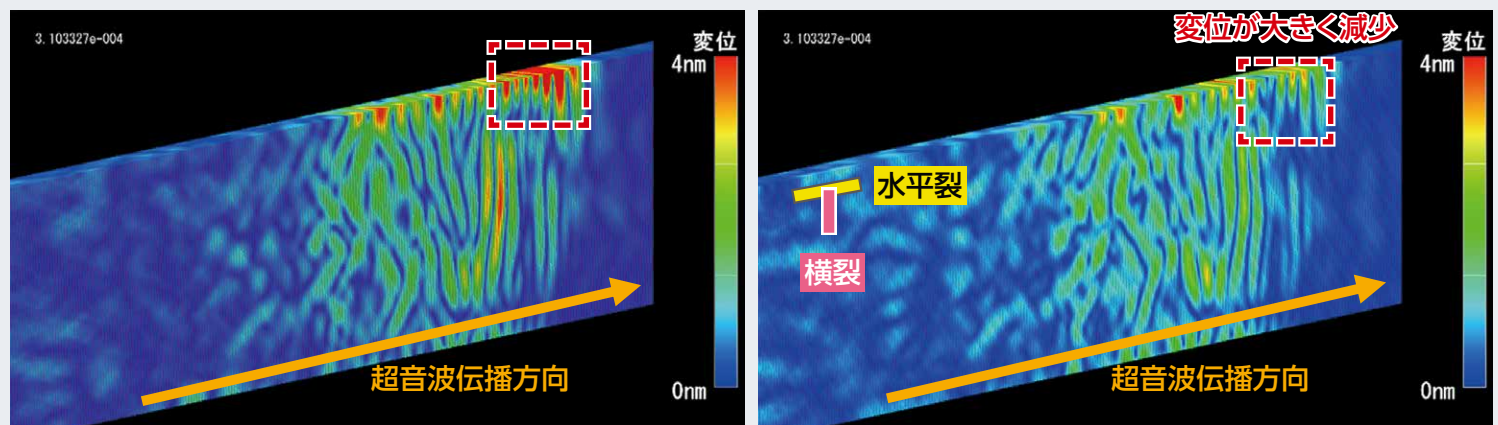 3.103327e-004
変位
4nm
0nm
超音波伝播方向
3.103327e-004
変位が大きく減少
変位
4nm
水平裂
横裂
0nm
超音波伝播方向